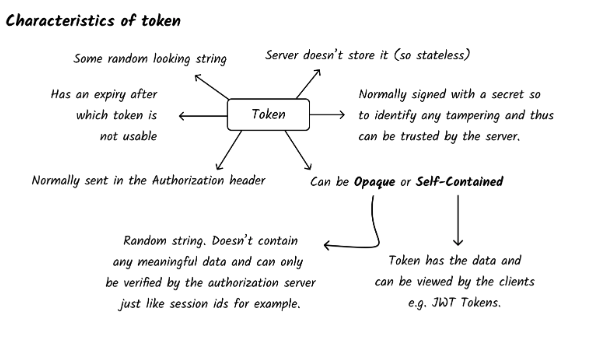 Characteristics of token
Some random looking string
Server doesn't store it (so stateless)
Has an expiry after
which token is
not usable
Token
Normally signed with a secret so
to identify any tampering and thus
can be trusted by the server.
Normally sent in the Authorization header
Can be Opaque or Self-Contained
Random string. Doesn't contain
any meaningful data and can only
be verified by the authorization server
just like session ids for example.
Token has the data and
can be viewed by the clients
e.g. JWT Tokens.